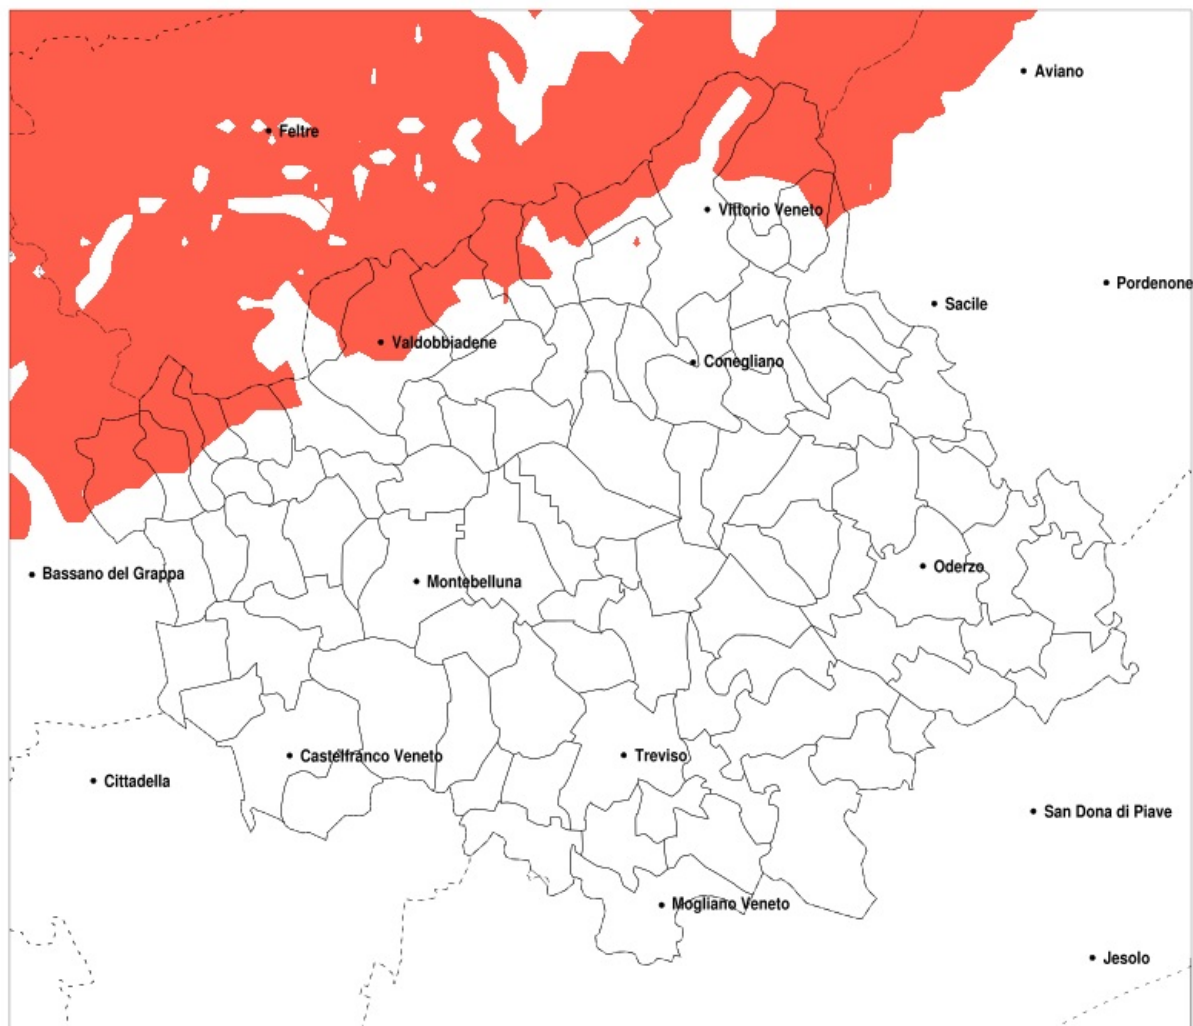 Aviano
Feltre
Vittorio Veneto
Pordenone
Sacile
Valdobbiadene
Conegliano
Oderzo
Bassano del Grappa
Montebelluna
Castelfranco Veneto
Treviso
Cittadella
San Dona di Piave
Mogliano Veneto
Jesolo